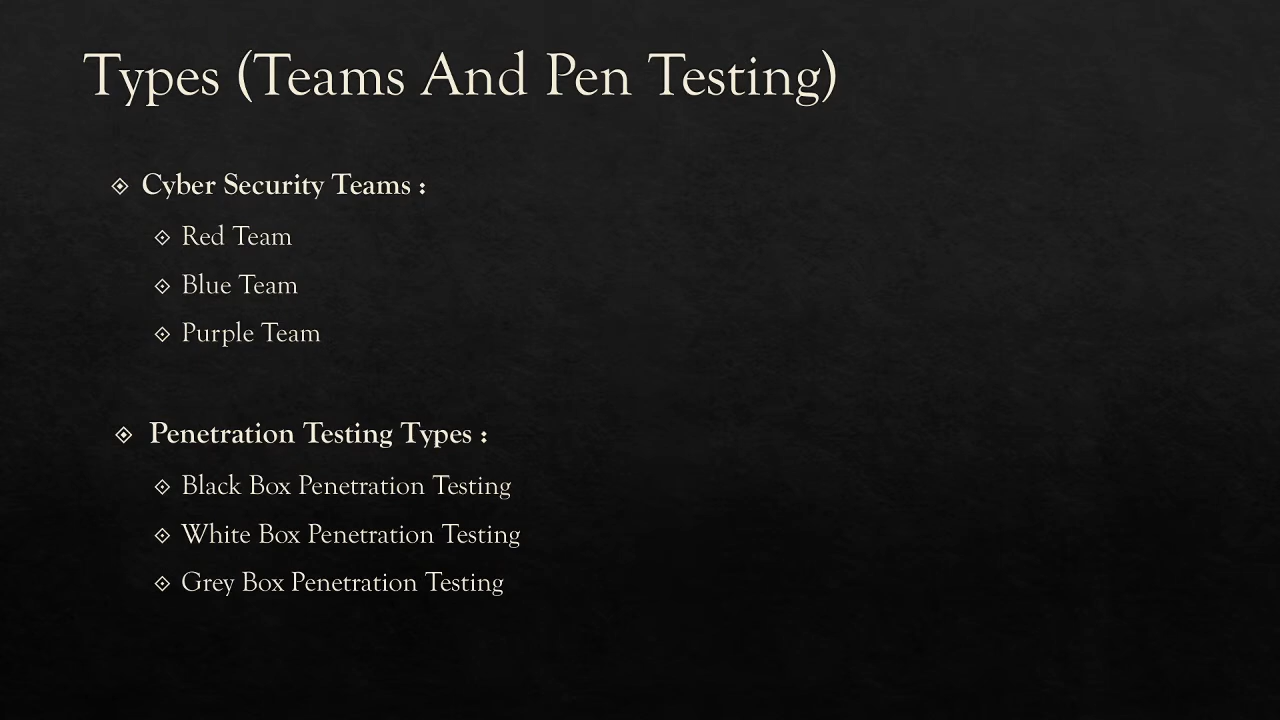 Types (Teams And Pen Testing)
Cyber Security Teams :
Red Team
Blue Team
Purple Team
Penetration Testing Types :
Black Box Penetration Testing
White Box Penetration Testing
Grey Box Penetration Testing